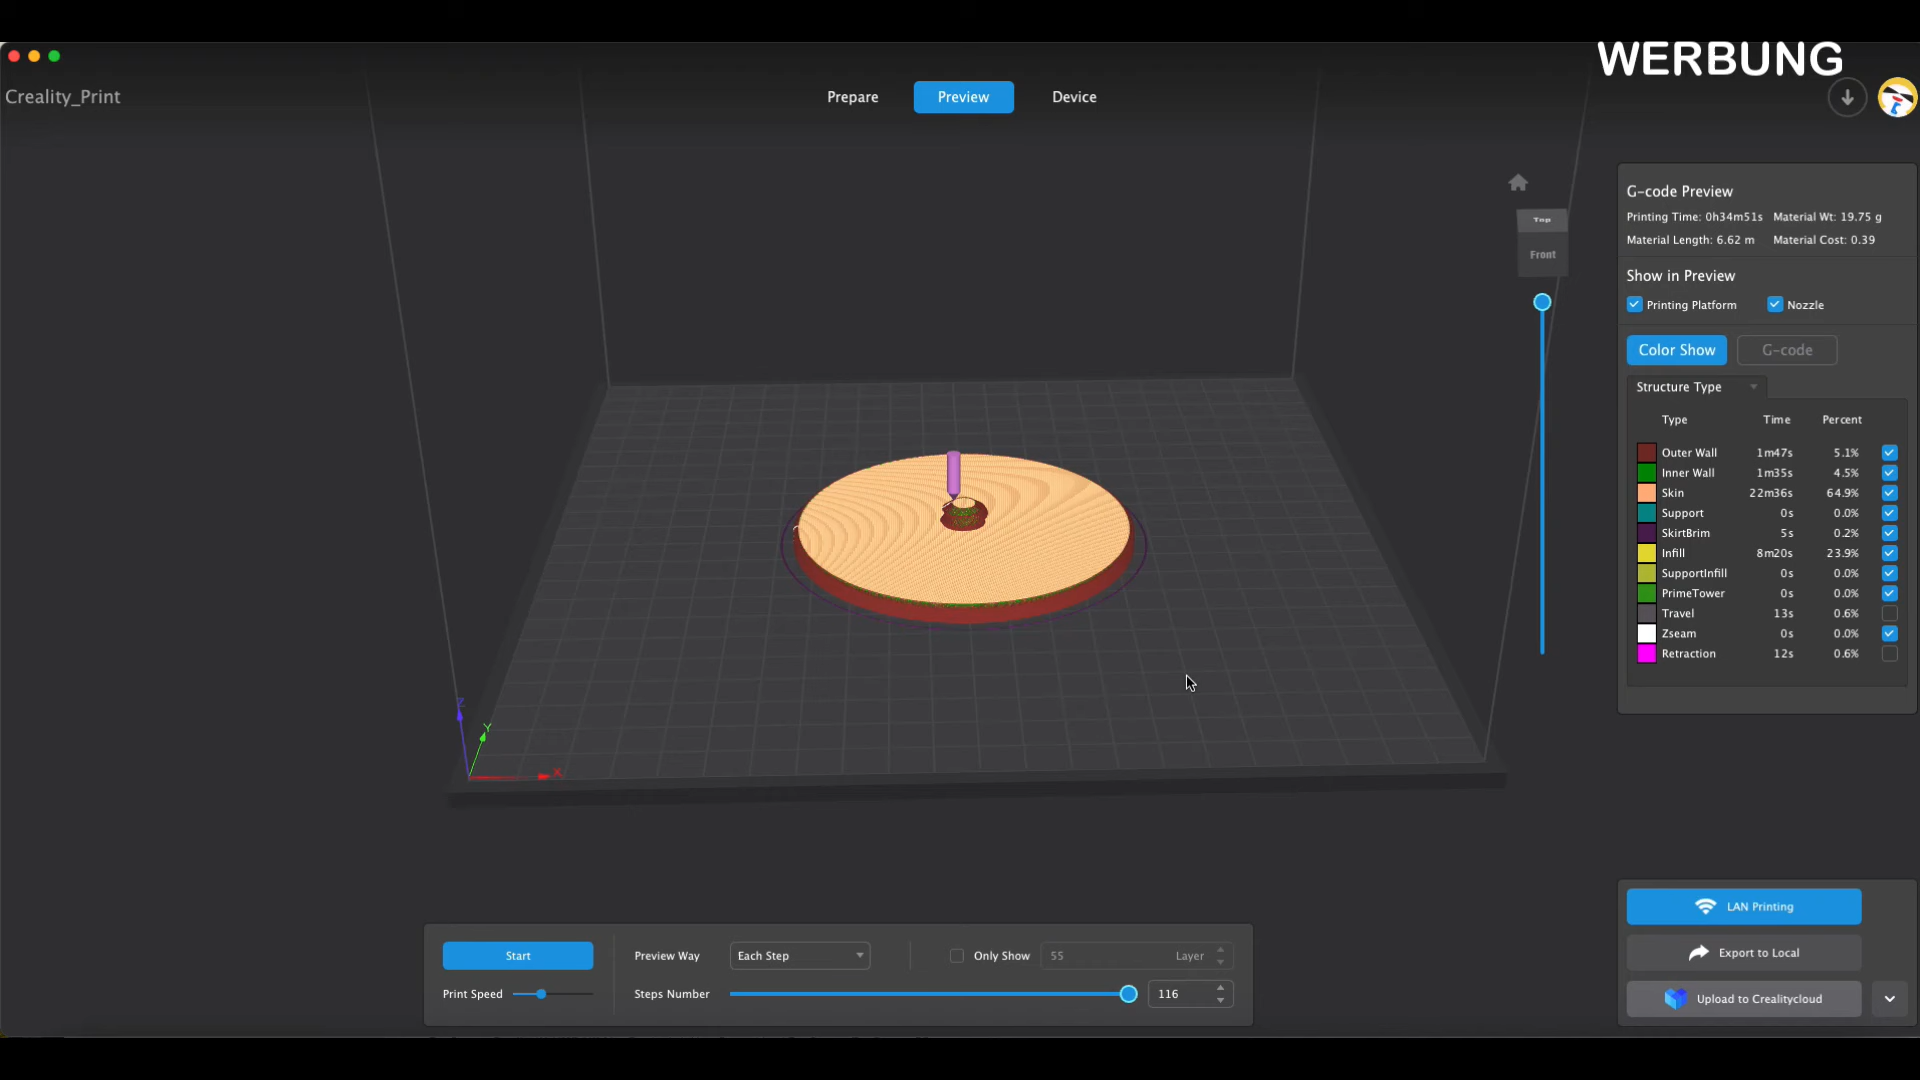 WERBUNG
Creality_Print
Prepare Preview Device
Top
Front
G-code Preview
Printing Time: 0h34m51s Material Wt: 19.75 g
Material Length: 6.62 m Material Cost: 0.39
Show in Preview
Printing Platform Nozzle
Color Show G-code
Structure Type
Type Time Percent
Outer Wall 1m47s 5.1%
Inner Wall 1m35s 4.5%
Skin 22m36s 64.9%
Support 0s 0.0%
SkirtBrim 5s 0.2%
Infill 8m20s 23.9%
SupportInfill 0s 0.0%
PrimeTower 0s 0.0%
Travel 13s 0.6%
Zseam 0s 0.0%
Retraction 12s 0.6%
Z
Y
X
LAN Printing
Export to Local
Upload to Crealitycloud
Start Preview Way Each Step Only Show 55 Layer
Print Speed Steps Number 116